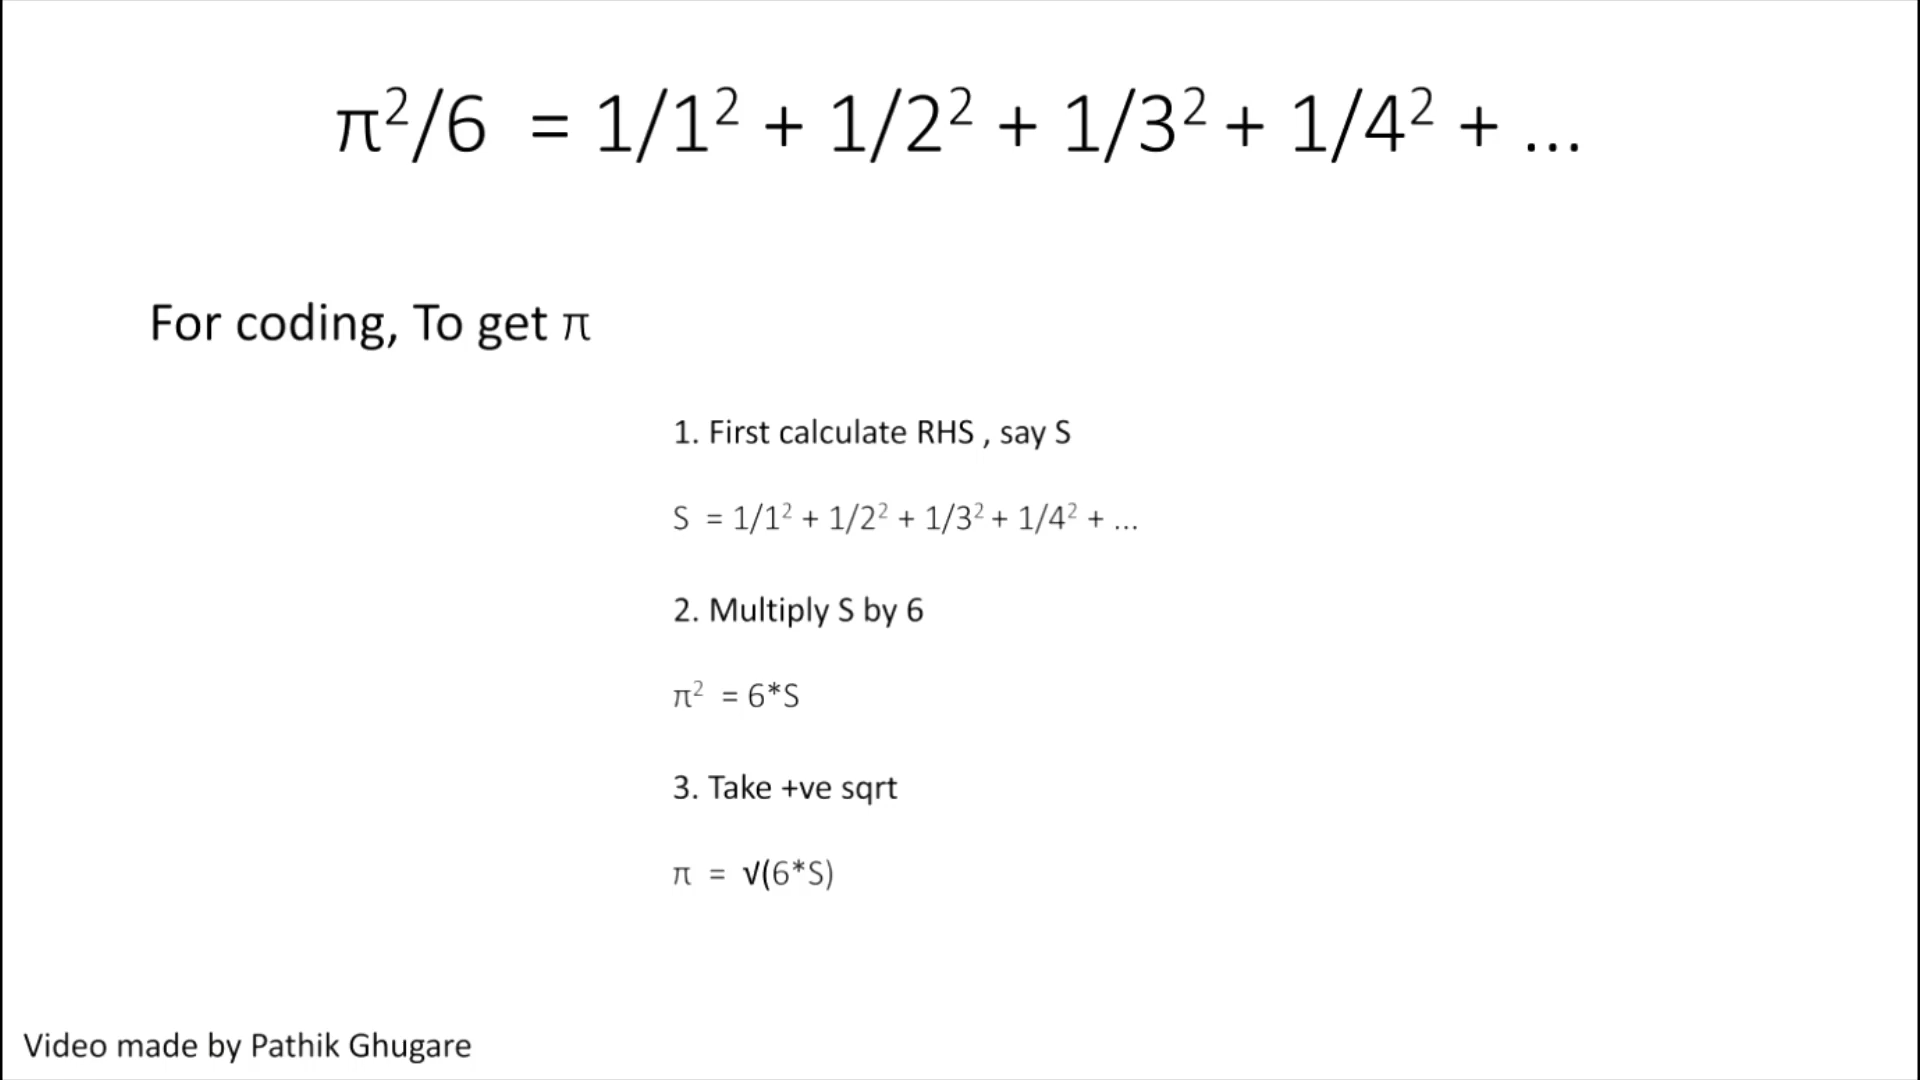 π²/6 = 1/1² + 1/2² + 1/3² + 1/4² + ...
For coding, To get π
1. First calculate RHS , say S
S = 1/1² + 1/2² + 1/3² + 1/4² + ...
2. Multiply S by 6
π² = 6*S
3. Take +ve sqrt
π = √(6*S)
Video made by Pathik Ghugare